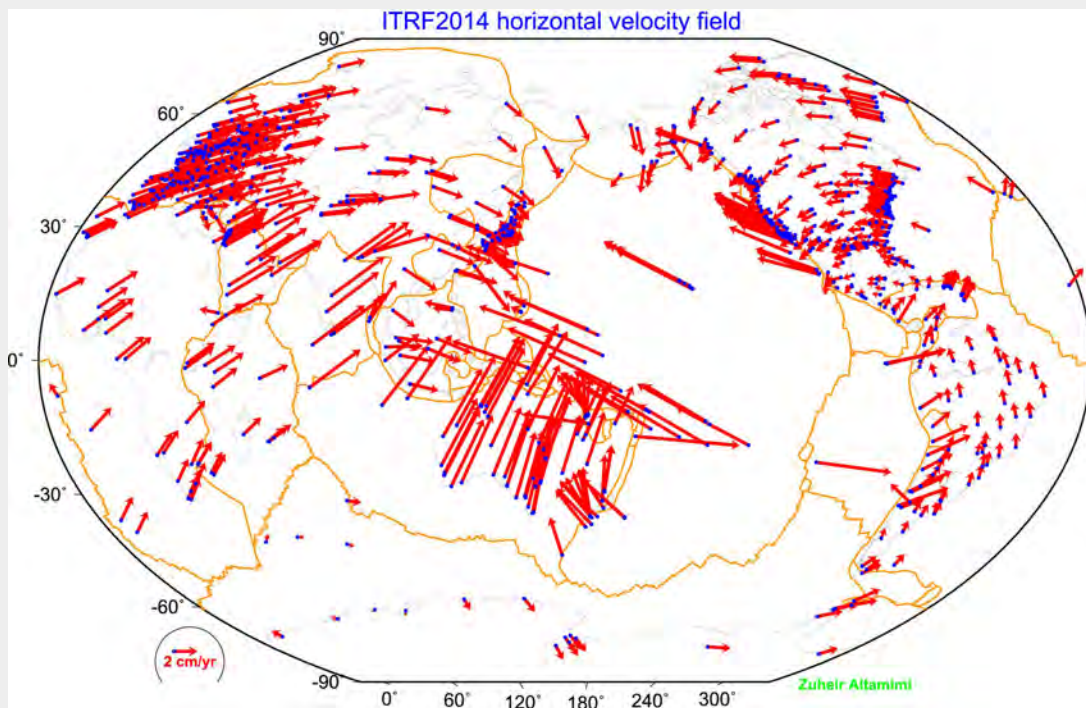 ITRF2014 horizontal velocity field
90˚
60˚
30˚
0˚
-30˚
-60˚
-90˚
2 cm/yr
0˚ 60˚ 120˚ 180˚ 240˚ 300˚
Zuheir Altamimi